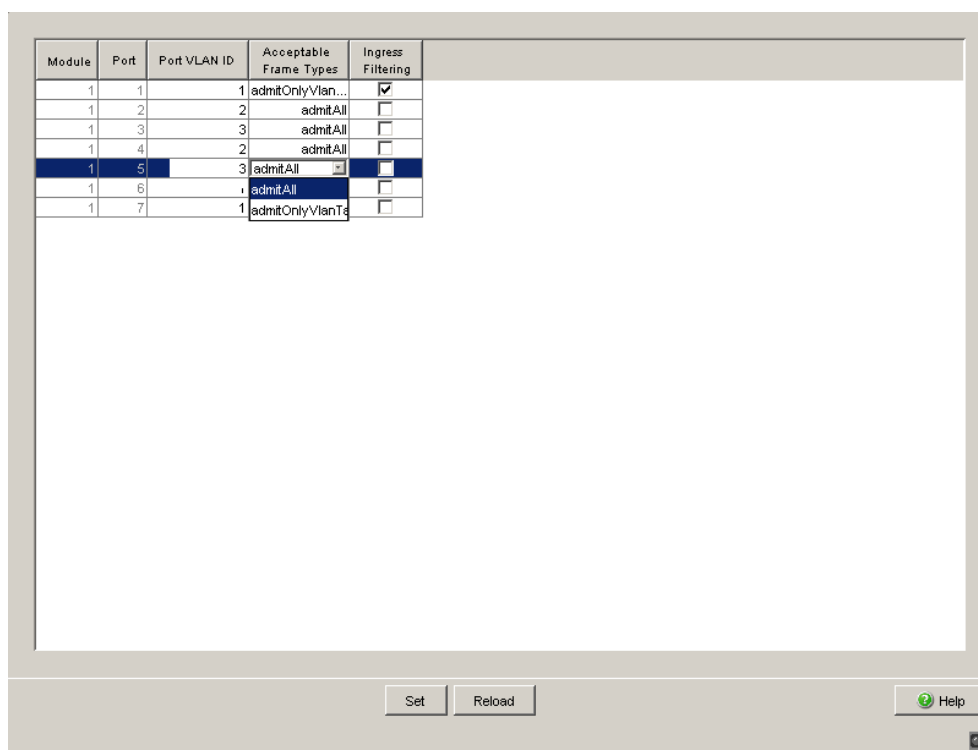 Module Port Port VLAN ID Acceptable Frame Types Ingress Filtering
1 1 1 admitOnlyVlan...
1 2 2 admitAll
1 3 3 admitAll
1 4 2 admitAll
1 5 3 admitAll
1 6 admitAll
1 7 1 admitOnlyVlanTa
Set Reload Help